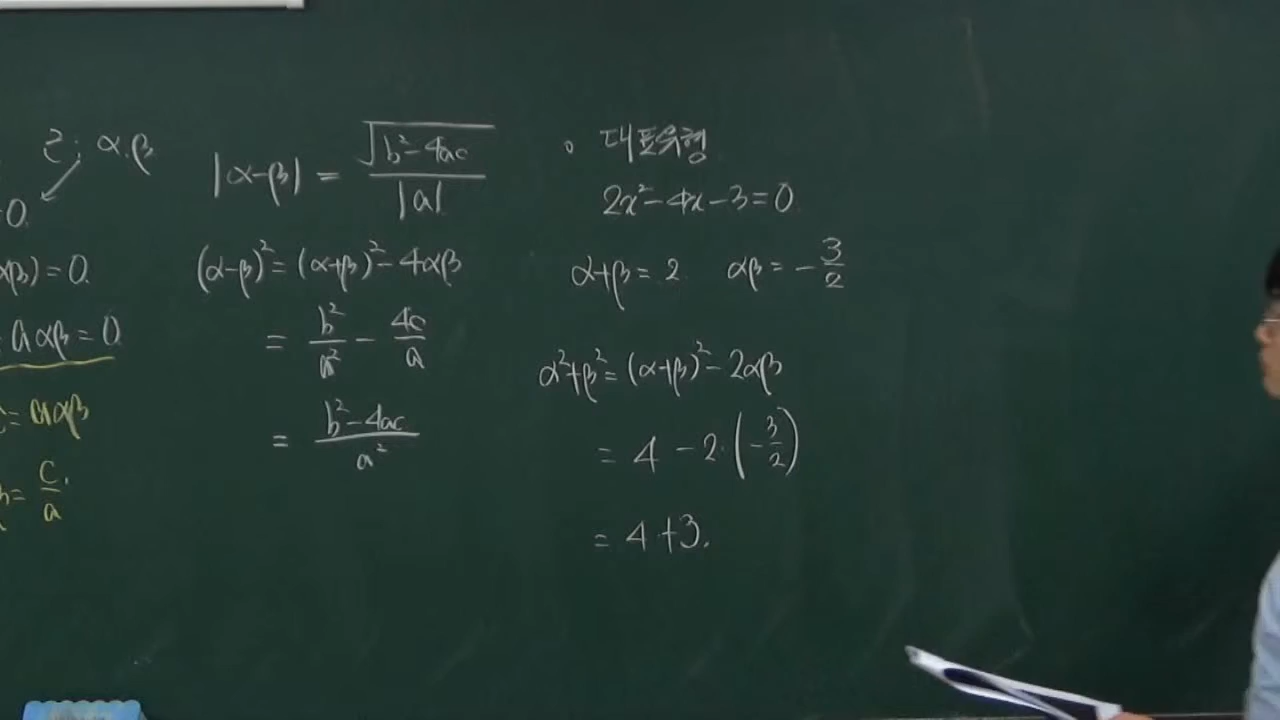 근; α, β
=0.
αβ)=0.
aαβ=0.
C=aαβ
β=C/a.
|α-β| = √(b²-4ac)/|a|
(α-β)²=(α+β)²-4αβ
= b²/a² - 4c/a
= (b²-4ac)/a²
。 대표유형
2x²-4x-3=0.
α+β=2. αβ=-3/2
α²+β²=(α+β)²-2αβ
= 4 - 2·(-3/2)
= 4+3.